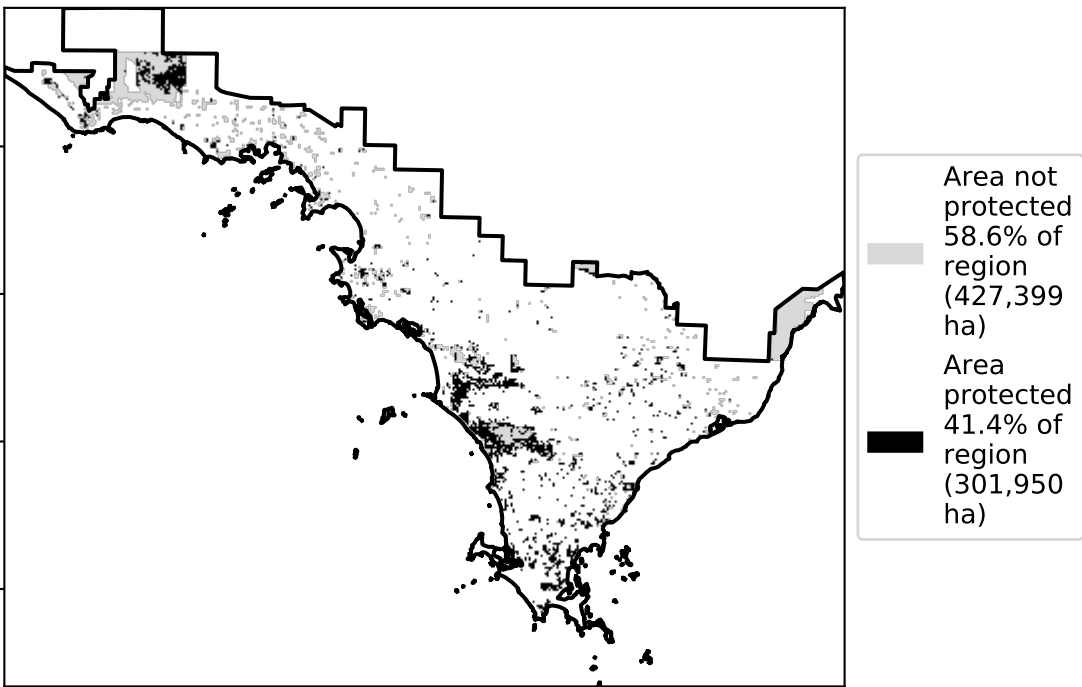 Area not
protected
58.6% of
region
(427,399
ha)
Area
protected
41.4% of
region
(301,950
ha)